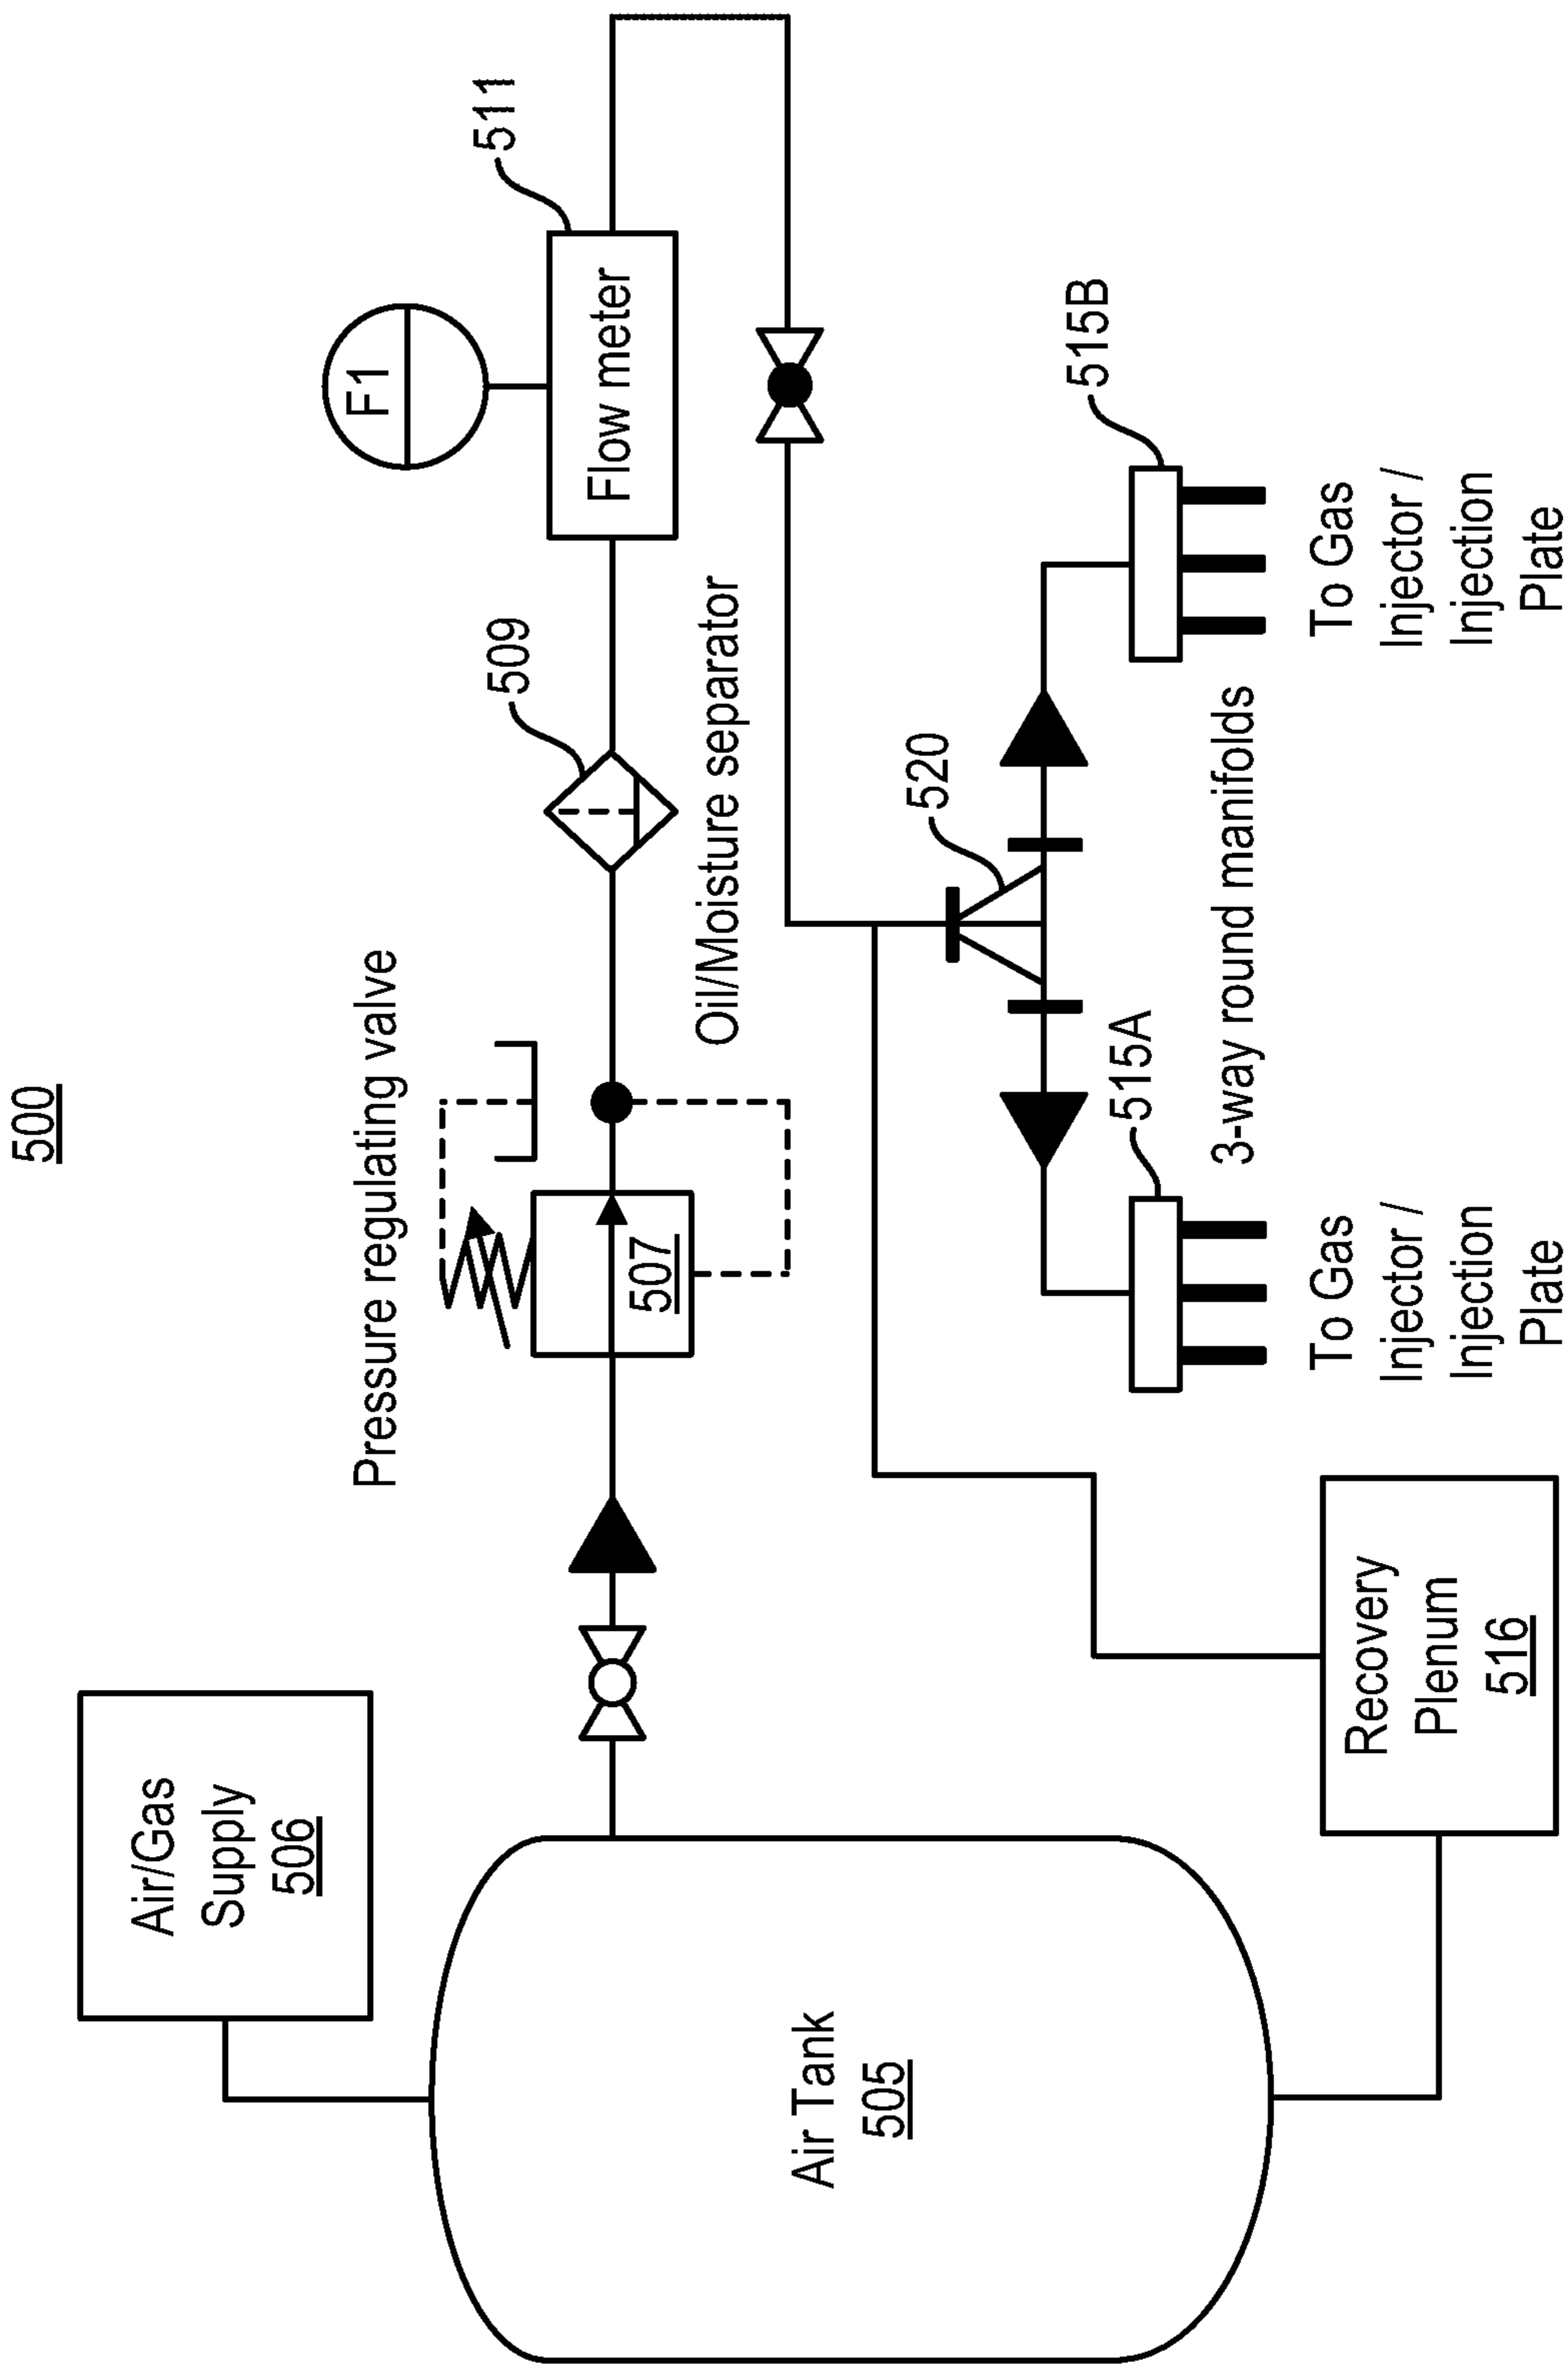 500
Air/Gas
Supply
506
Pressure regulating valve
F1
511
Flow meter
509
507
Oil/Moisture separator
Air Tank
505
520
515A
515B
3-way round manifolds
Recovery
Plenum
516
To Gas
Injector /
Injection
Plate
To Gas
Injector /
Injection
Plate